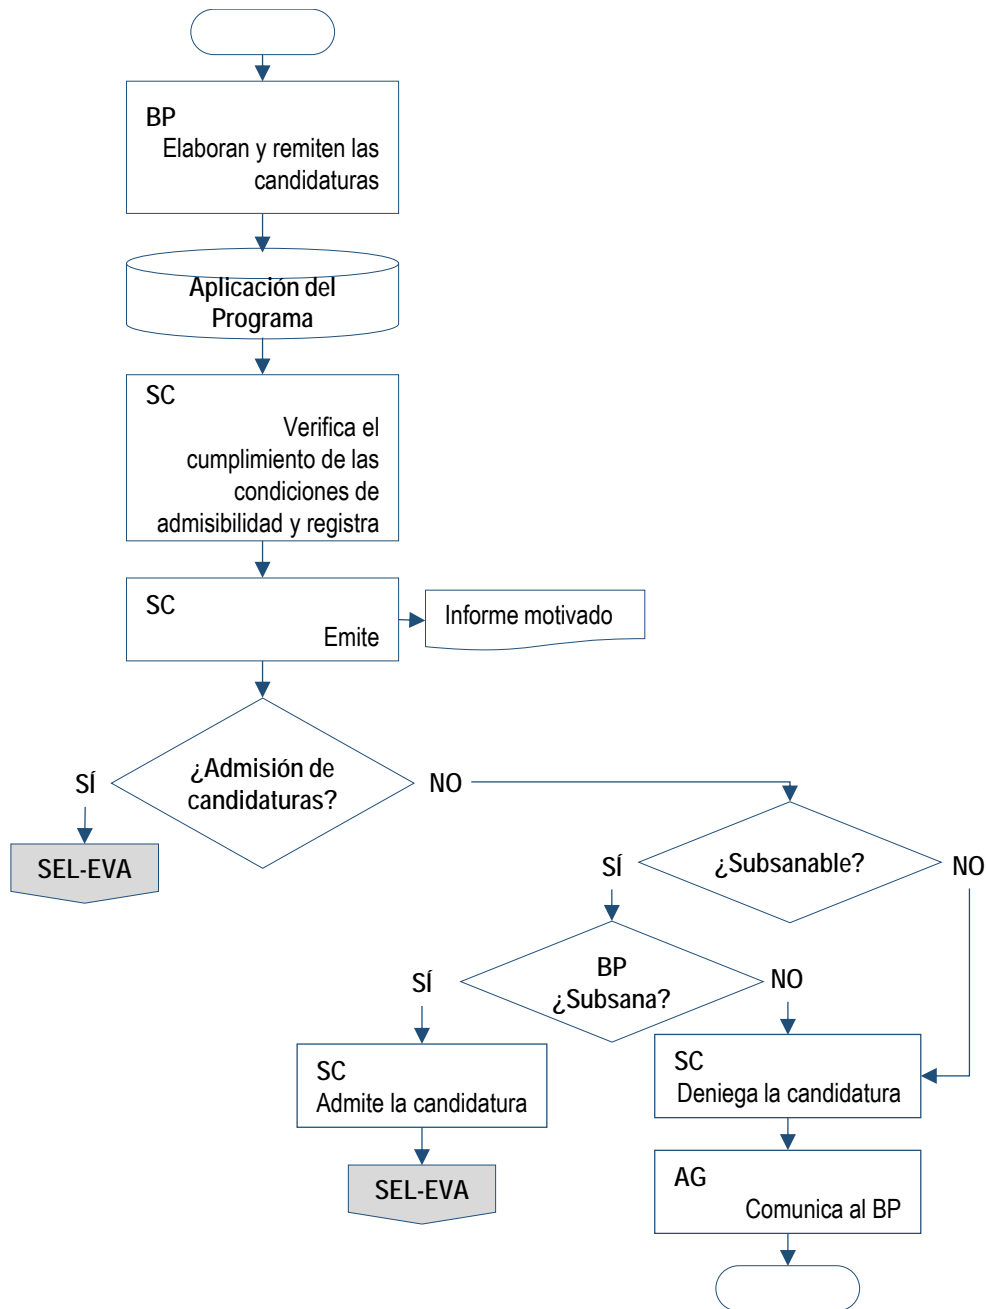 BP
Elaboran y remiten las
candidaturas
Aplicación del
Programa
SC
Verifica el
cumplimiento de las
condiciones de
admisibilidad y registra
SC
Emite
Informe motivado
¿Admisión de
candidaturas?
SÍ
NO
SEL-EVA
¿Subsanable?
SÍ
NO
BP
¿Subsana?
SÍ
NO
SC
Admite la candidatura
SC
Deniega la candidatura
SEL-EVA
AG
Comunica al BP